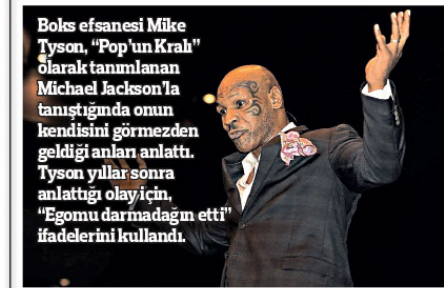 Boks efsanesi Mike
Tyson, “Pop’un Kralı”
olarak tanımlanan
Michael Jackson’la
tanıştığında onun
kendisini görmezden
geldiği anları anlattı.
Tyson yıllar sonra
anlattığı olay için,
“Egomu darmadağın etti”
ifadelerini kullandı.